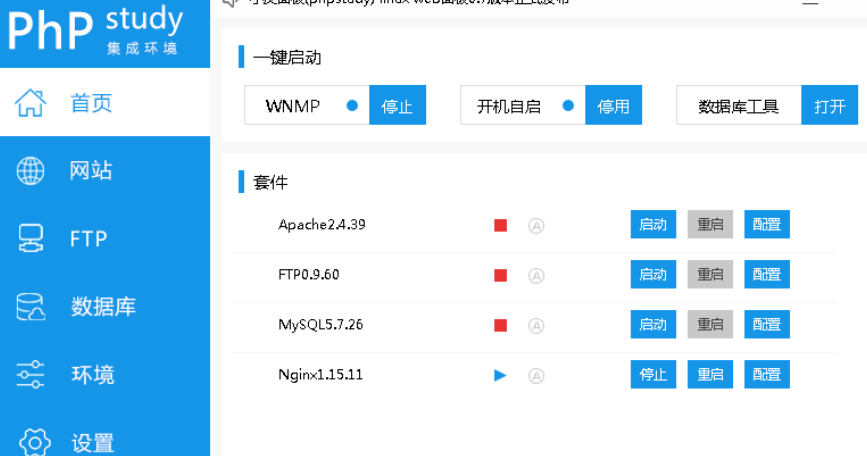 PhP study
集成环境
首页
网站
FTP
数据库
环境
设置
一键启动
WNMP 停止 开机自启 停用 数据库工具 打开
套件
Apache2.4.39 A 启动 重启 配置
FTP0.9.60 A 启动 重启 配置
MySQL5.7.26 A 启动 重启 配置
Nginx1.15.11 A 停止 重启 配置